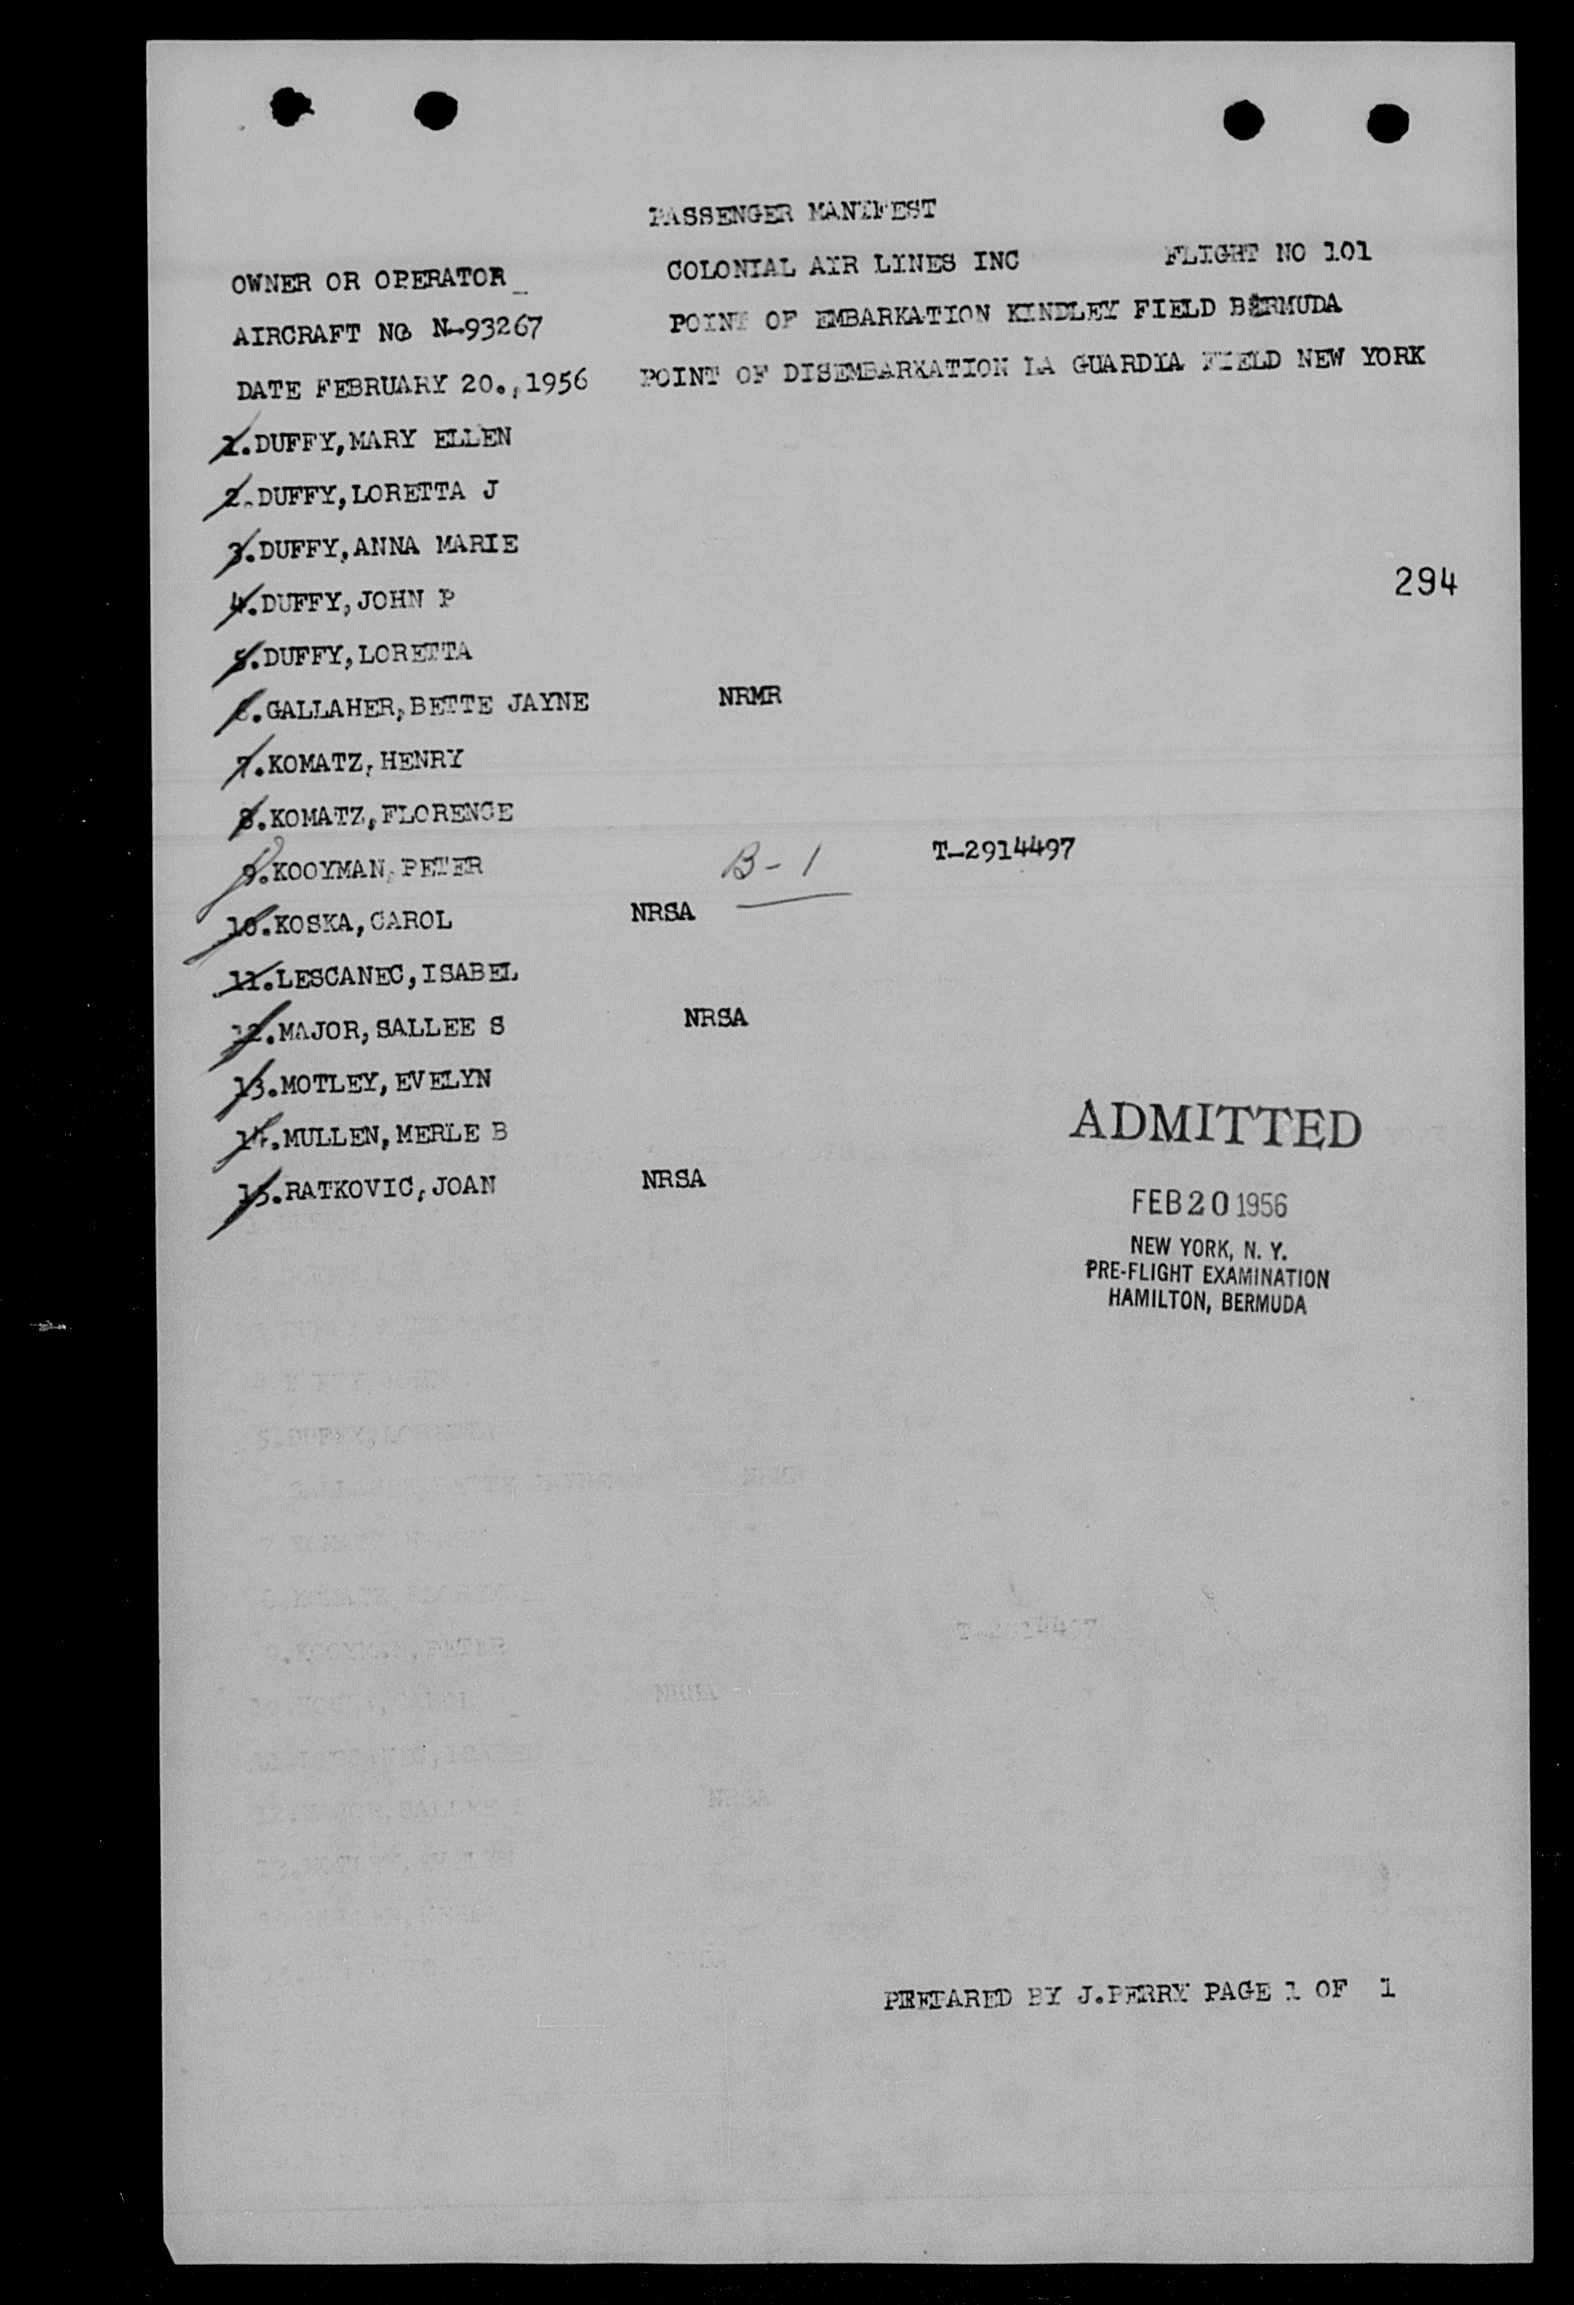 PASSENGER MANIFEST
OWNER OR OPERATOR_ COLONIAL AIR LINES INC FLIGHT NO 101
AIRCRAFT NO N-93267 POINT OF EMBARKATION KINDLEY FIELD BERMUDA
DATE FEBRUARY 20.,1956 POINT OF DISEMBARKATION LA GUARDIA FIELD NEW YORK
1.DUFFY,MARY ELLEN
2.DUFFY,LORETTA J
3.DUFFY,ANNA MARIE
294
4.DUFFY,JOHN P
5.DUFFY,LORETTA
6.GALLAHER,BETTE JAYNE NRMR
7.KOMATZ,HENRY
8.KOMATZ,FLORENCE
9.KOOYMAN,PETER B-1 T-2914497
10.KOSKA,CAROL NRSA
11.LESCANEC,ISABEL
12.MAJOR,SALLEE S NRSA
13.MOTLEY,EVELYN
14.MULLEN,MERLE B
15.RATKOVIC,JOAN NRSA
ADMITTED
FEB 20 1956
NEW YORK, N. Y.
PRE-FLIGHT EXAMINATION
HAMILTON, BERMUDA
BY J.PERRY PAGE 1 OF 1